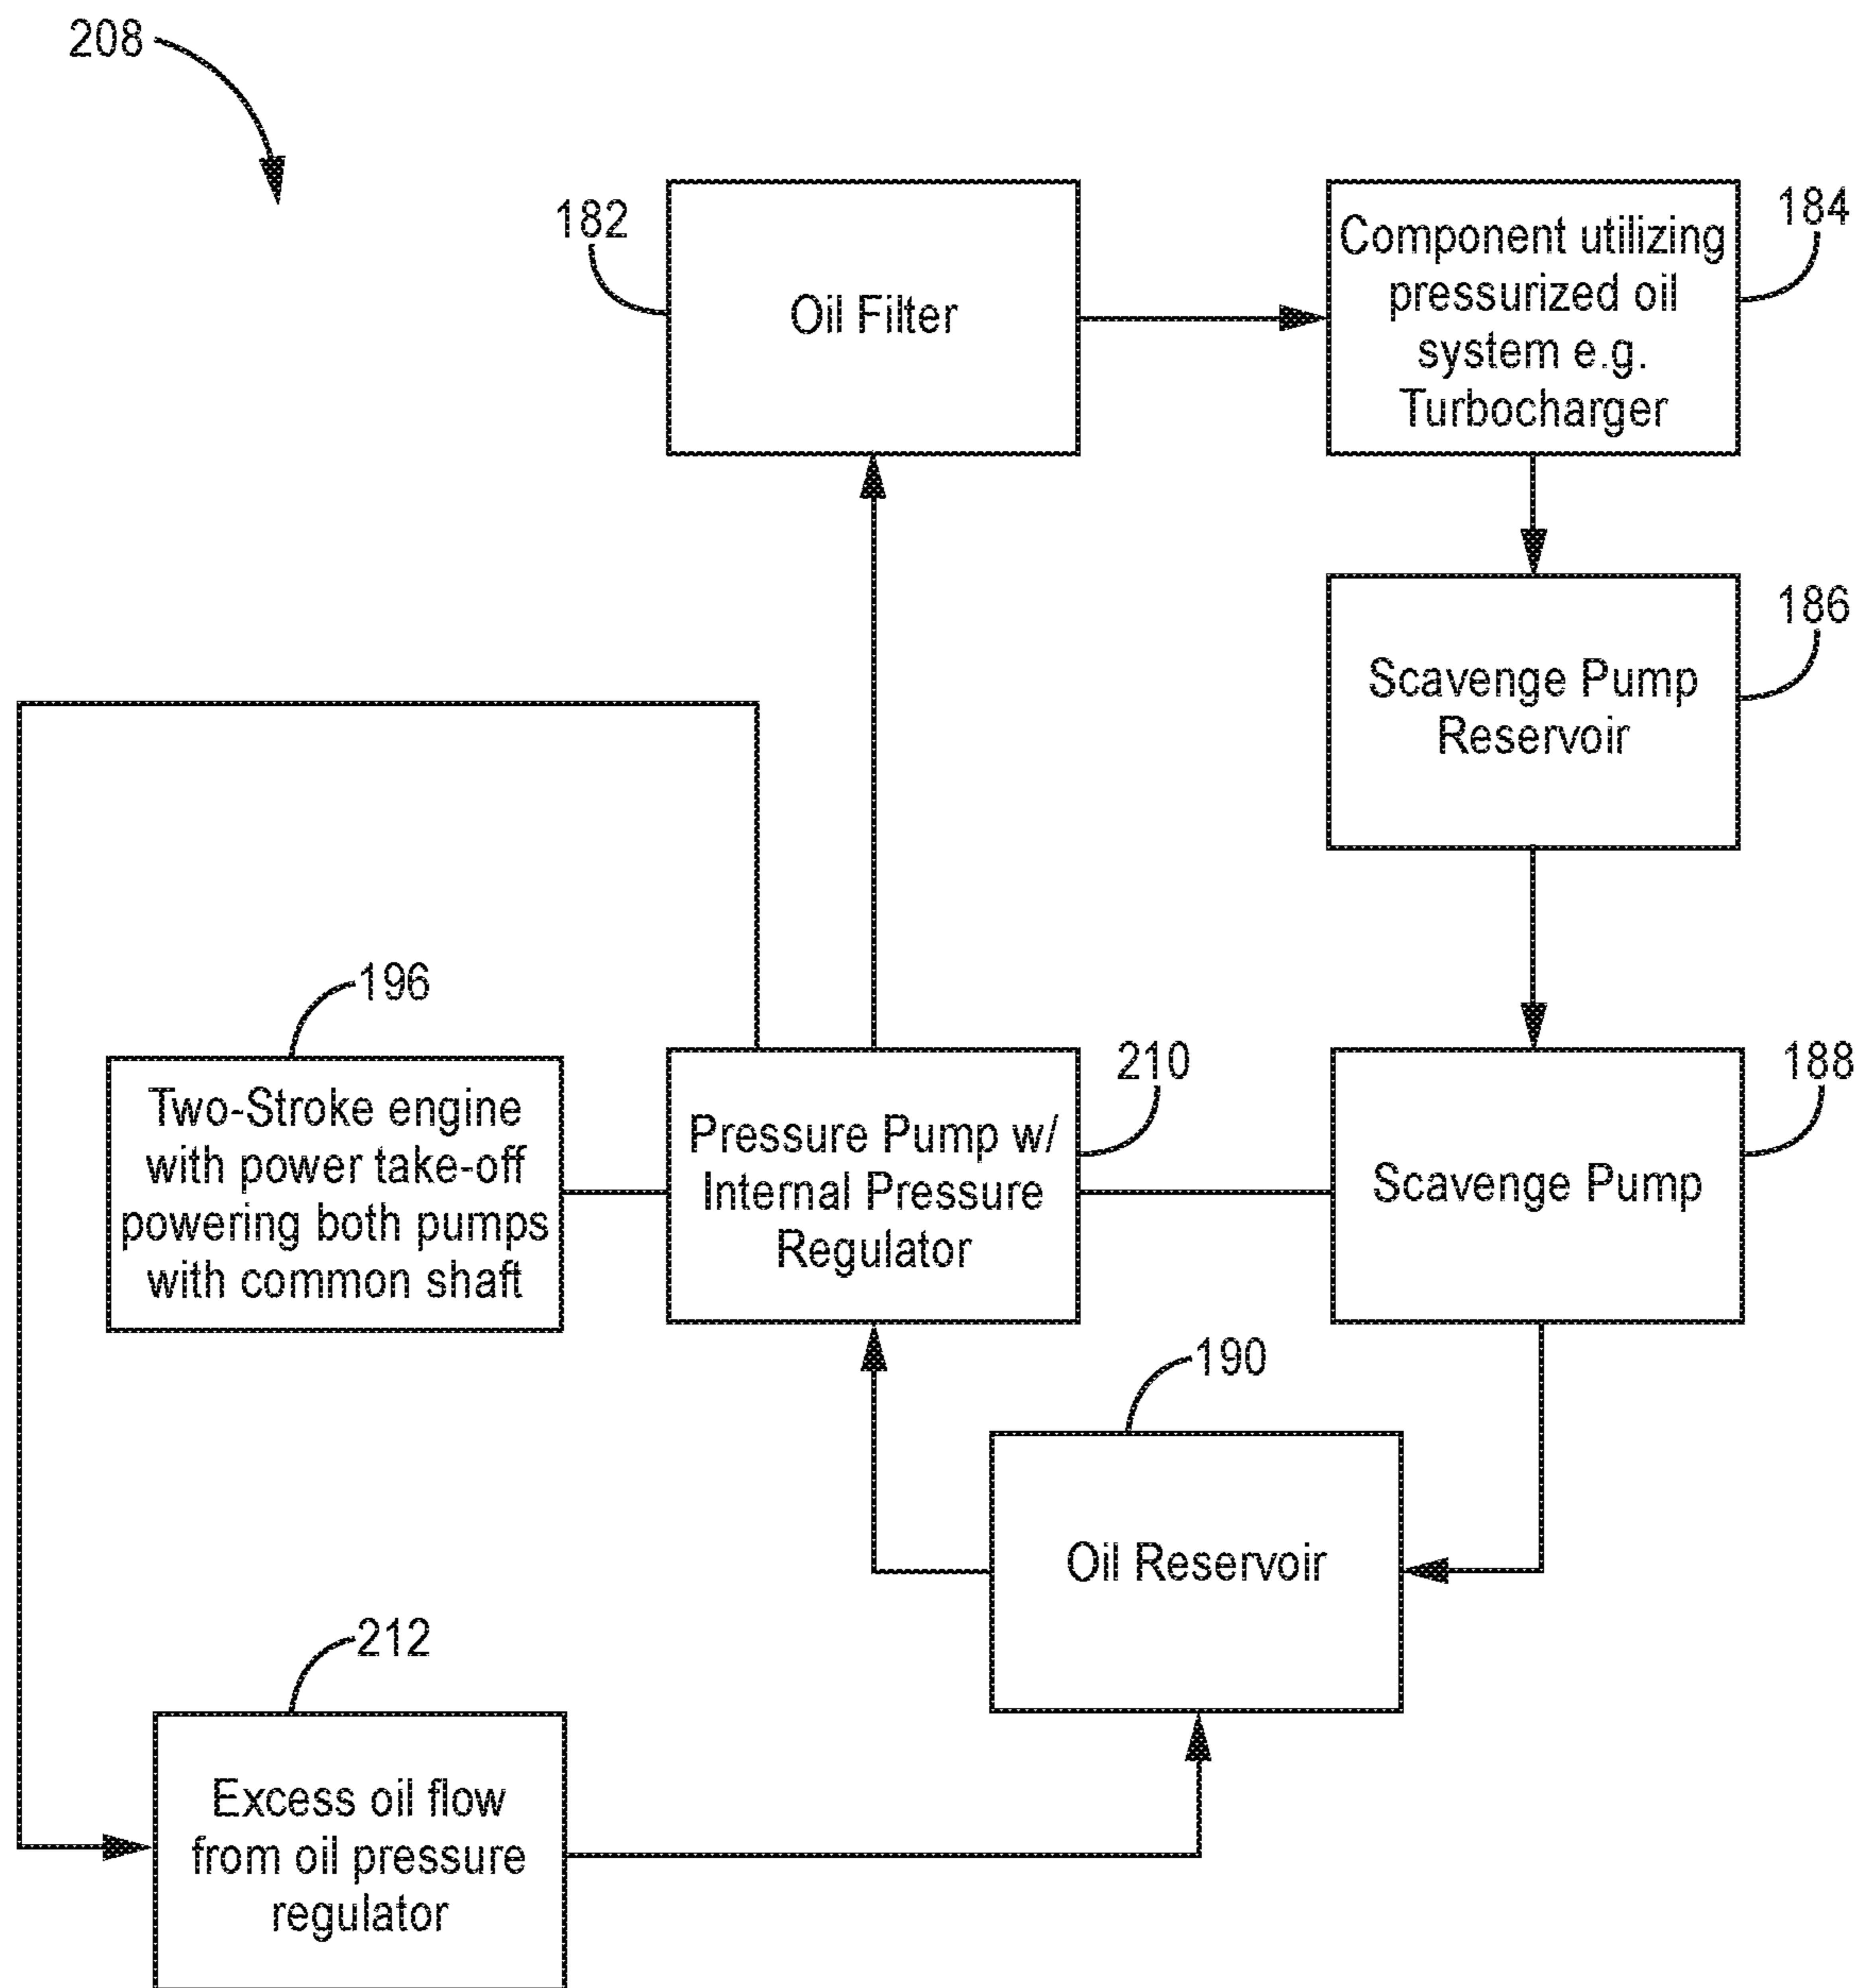 208
182
Oil Filter
184
Component utilizing
pressurized oil
system e.g.
Turbocharger
186
Scavenge Pump
Reservoir
196
Two-Stroke engine
with power take-off
powering both pumps
with common shaft
210
Pressure Pump w/
Internal Pressure
Regulator
188
Scavenge Pump
190
Oil Reservoir
212
Excess oil flow
from oil pressure
regulator